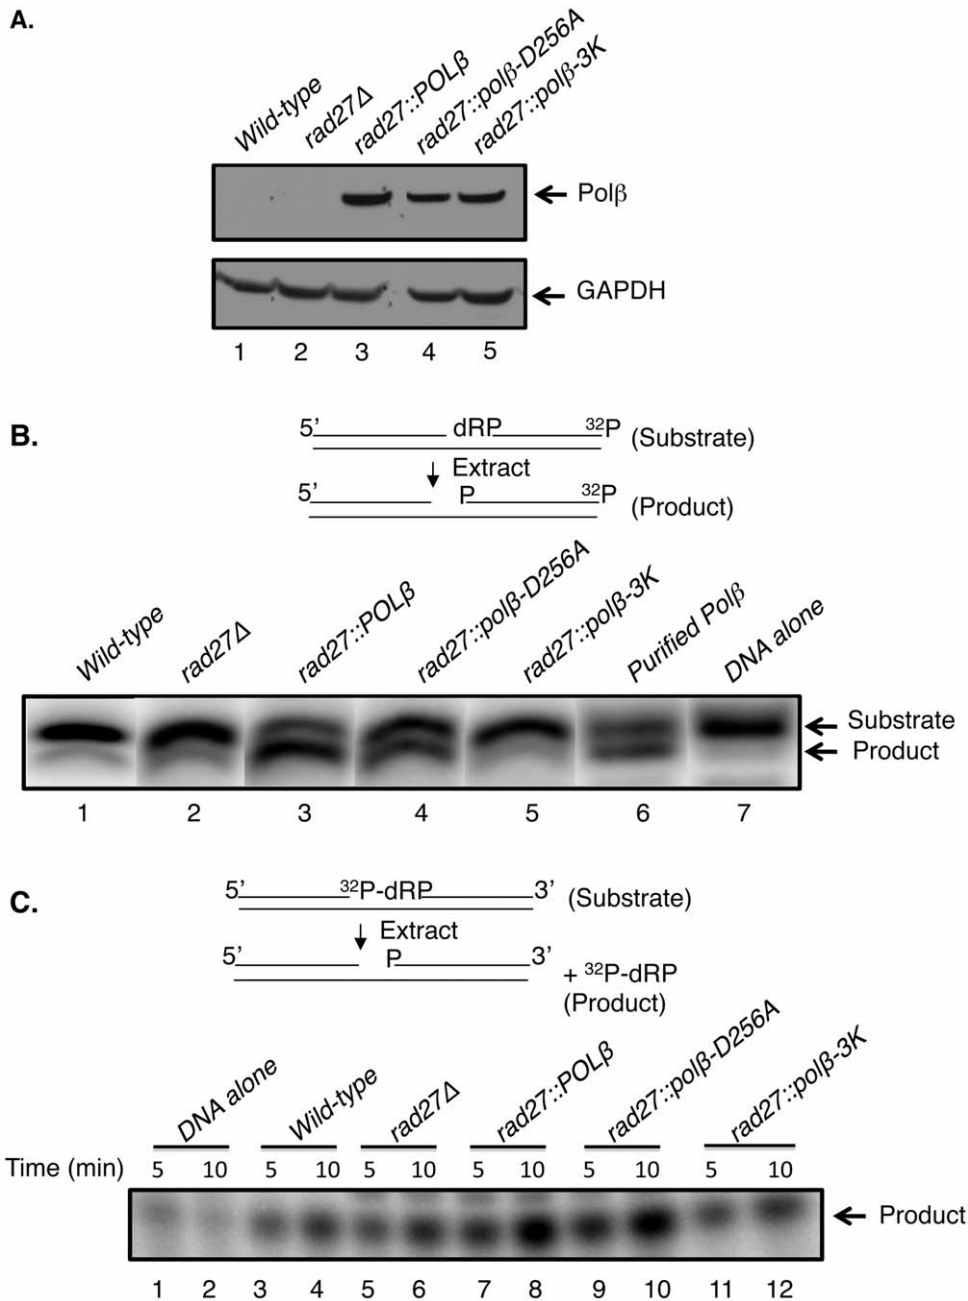 A.
Wild-type rad27Δ rad27::POLβ rad27::polβ-D256A rad27::polβ-3K
Polβ
GAPDH
1 2 3 4 5
B.
5’ dRP 32P (Substrate)
Extract
5’ P 32P (Product)
Wild-type rad27Δ rad27::POLβ rad27::polβ-D256A rad27::polβ-3K Purified Polβ DNA alone
Substrate
Product
1 2 3 4 5 6 7
C.
5’ 32P-dRP 3’ (Substrate)
Extract
5’ P 3’ + 32P-dRP
(Product)
DNA alone Wild-type rad27Δ rad27::POLβ rad27::polβ-D256A rad27::polβ-3K
Time (min) 5 10 5 10 5 10 5 10 5 10 5 10
Product
1 2 3 4 5 6 7 8 9 10 11 12